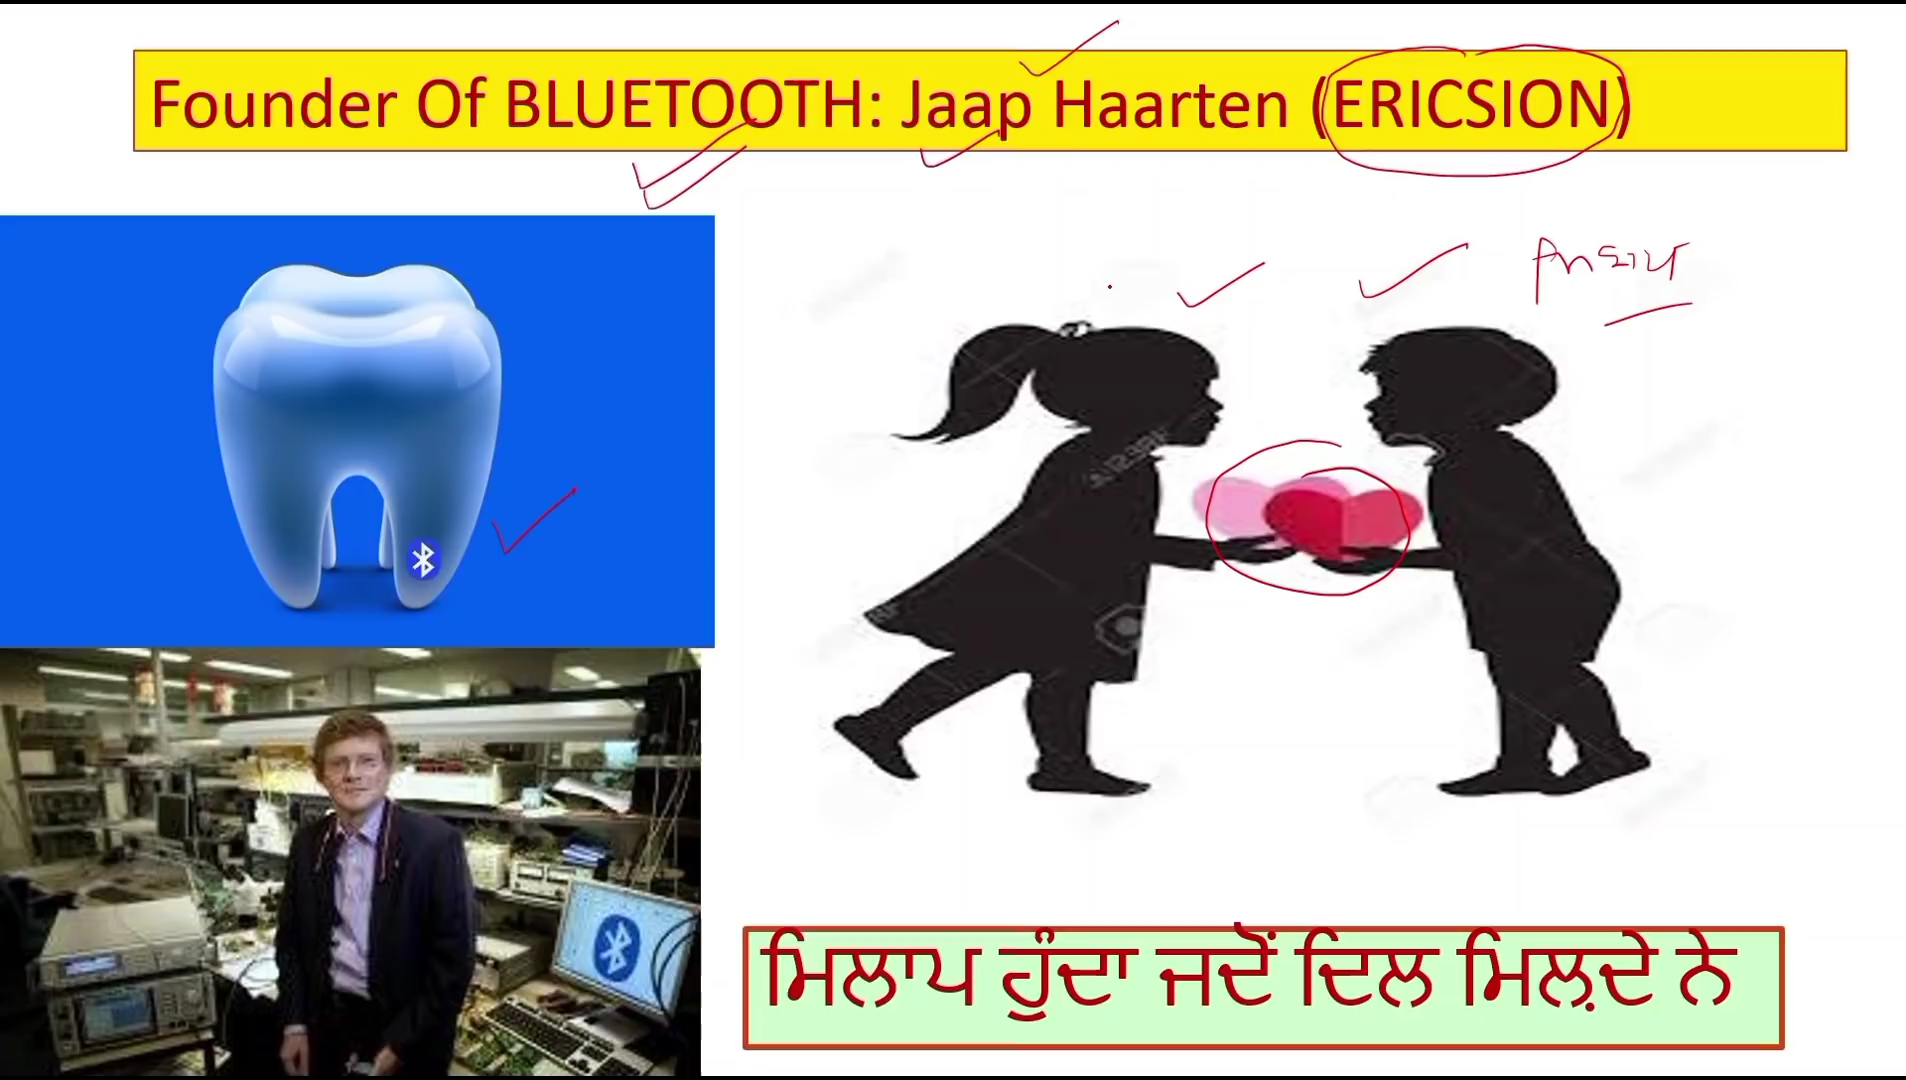 Founder Of BLUETOOTH: Jaap Haarten (ERICSION)
ਮਿਲਾਪ
ਮਿਲਾਪ ਹੁੰਦਾ ਜਦੋਂ ਦਿਲ ਮਿਲ਼ਦੇ ਨੇ